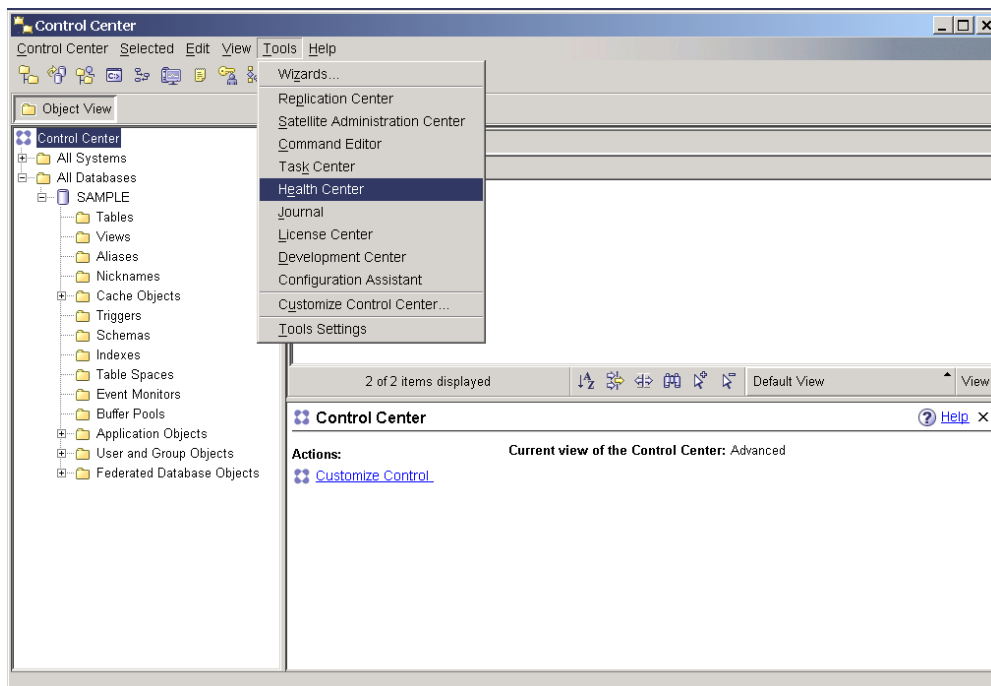 Control Center
Control Center Selected Edit View Tools Help
Object View
Wizards...
Replication Center
Satellite Administration Center
Command Editor
Task Center
Health Center
Journal
License Center
Development Center
Configuration Assistant
Customize Control Center...
Tools Settings
Control Center
All Systems
All Databases
SAMPLE
Tables
Views
Aliases
Nicknames
Cache Objects
Triggers
Schemas
Indexes
Table Spaces
Event Monitors
Buffer Pools
Application Objects
User and Group Objects
Federated Database Objects
2 of 2 items displayed
Default View
View
Control Center
Help
Actions:
Current view of the Control Center: Advanced
Customize Control